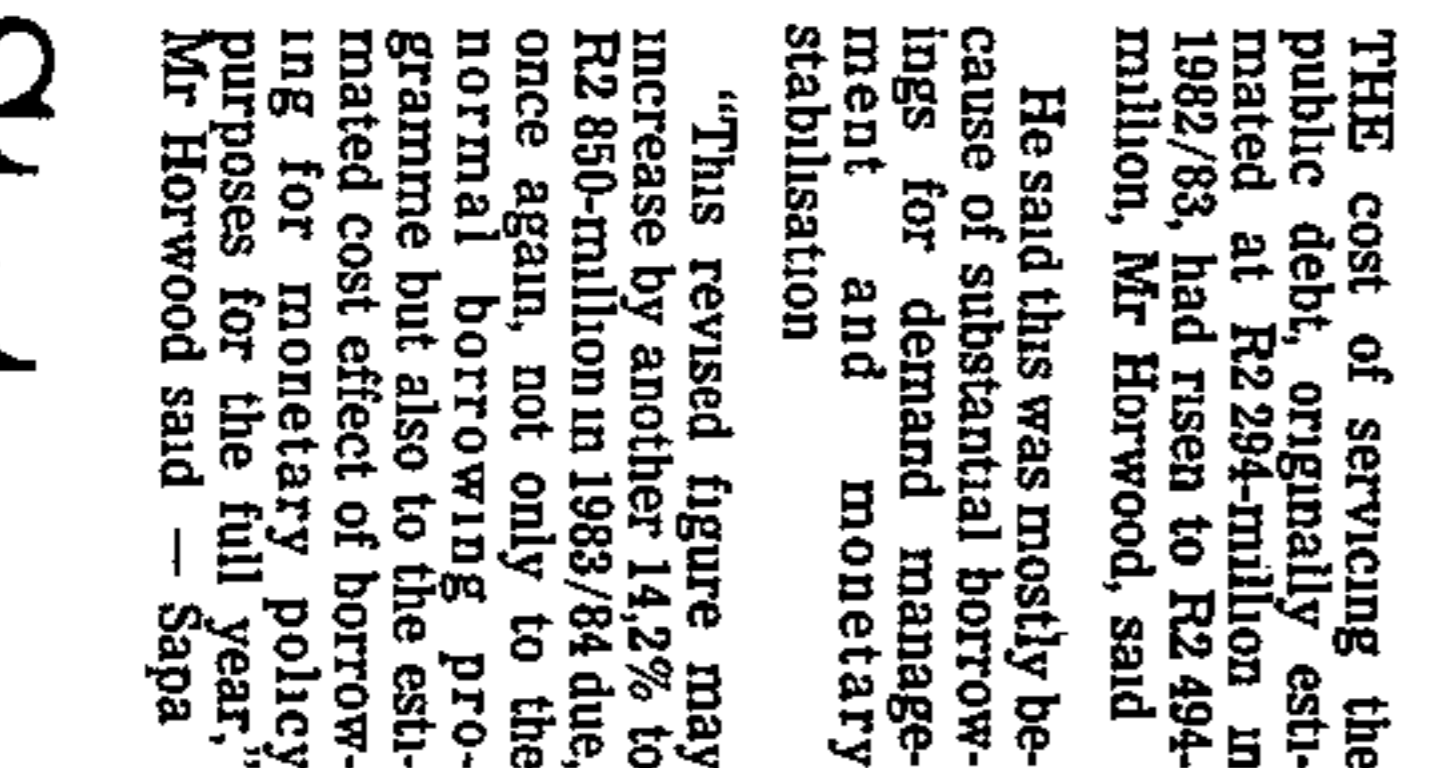 THE cost of servicing the
public debt, originally esti-
mated at R2 294-million in
1982/83, had risen to R2 494-
million, Mr Horwood, said
He said this was mostly be-
cause of substantial borrow-
ings for demand manage-
ment and monetary
stabilisation
“This revised figure may
increase by another 14,2% to
R2 850-million in 1983/84 due,
once again, not only to the
normal borrowing pro-
gramme but also to the esti-
mated cost effect of borrow-
ing for monetary policy
purposes for the full year,”
Mr Horwood said — Sapa